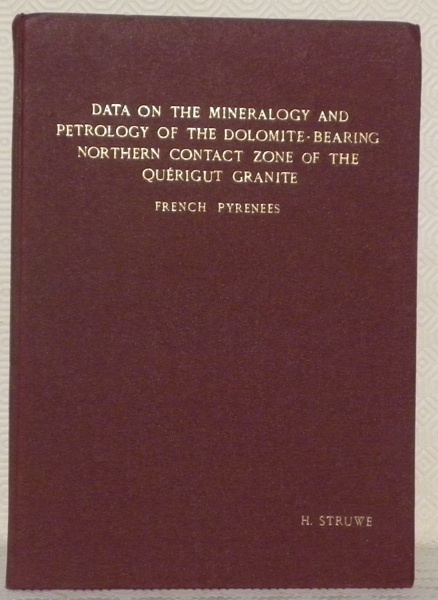 DATA ON THE MINERALOGY AND
PETROLOGY OF THE DOLOMITE-BEARING
NORTHERN CONTACT ZONE OF THE
QUÉRIGUT GRANITE
FRENCH PYRENEES
H. STRUWE